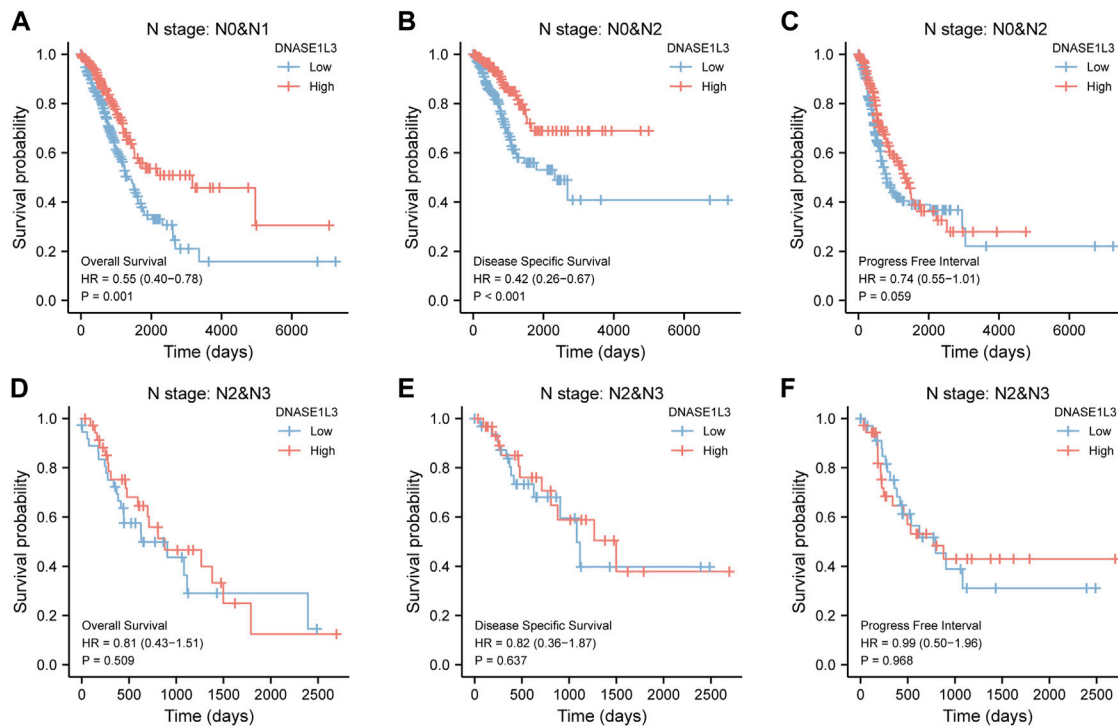 A
N stage: N0&N1
DNASE1L3
Low
High
Survival probability
1.0
0.8
0.6
0.4
0.2
0.0
Overall Survival
HR = 0.55 (0.40−0.78)
P = 0.001
0 2000 4000 6000
Time (days)
B
N stage: N0&N2
DNASE1L3
Low
High
Survival probability
1.0
0.8
0.6
0.4
0.2
0.0
Disease Specific Survival
HR = 0.42 (0.26−0.67)
P < 0.001
0 2000 4000 6000
Time (days)
C
N stage: N0&N2
DNASE1L3
Low
High
Survival probability
1.0
0.8
0.6
0.4
0.2
0.0
Progress Free Interval
HR = 0.74 (0.55−1.01)
P = 0.059
0 2000 4000 6000
Time (days)
D
N stage: N2&N3
DNASE1L3
Low
High
Survival probability
1.0
0.8
0.6
0.4
0.2
0.0
Overall Survival
HR = 0.81 (0.43−1.51)
P = 0.509
0 500 1000 1500 2000 2500
Time (days)
E
N stage: N2&N3
DNASE1L3
Low
High
Survival probability
1.0
0.8
0.6
0.4
0.2
0.0
Disease Specific Survival
HR = 0.82 (0.36−1.87)
P = 0.637
0 500 1000 1500 2000 2500
Time (days)
F
N stage: N2&N3
DNASE1L3
Low
High
Survival probability
1.0
0.8
0.6
0.4
0.2
0.0
Progress Free Interval
HR = 0.99 (0.50−1.96)
P = 0.968
0 500 1000 1500 2000 2500
Time (days)